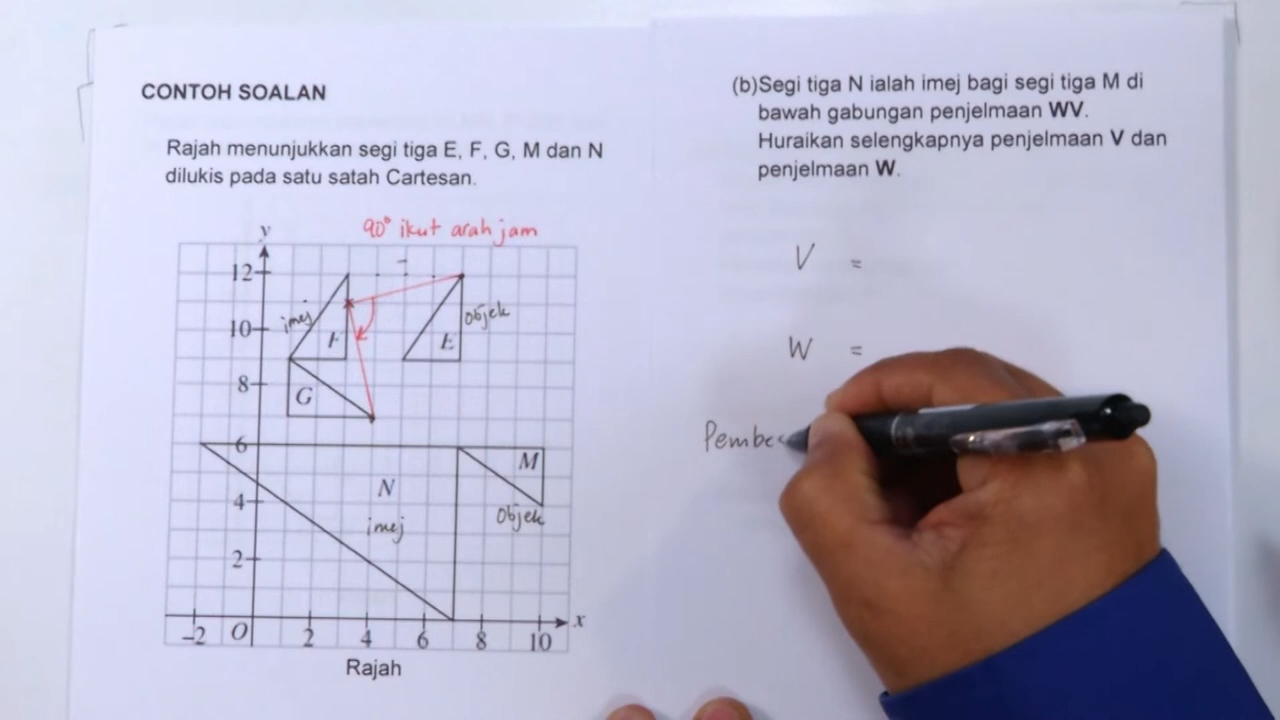 CONTOH SOALAN
Rajah menunjukkan segi tiga E, F, G, M dan N
dilukis pada satu satah Cartesan.
90° ikut arah jam
y
12
10
8
6
4
2
imej
F
E
objek
G
N
imej
M
objek
-2
O
2
4
6
8
10
x
Rajah
(b)Segi tiga N ialah imej bagi segi tiga M di
bawah gabungan penjelmaan WV.
Huraikan selengkapnya penjelmaan V dan
penjelmaan W.
V =
W =
Pembe